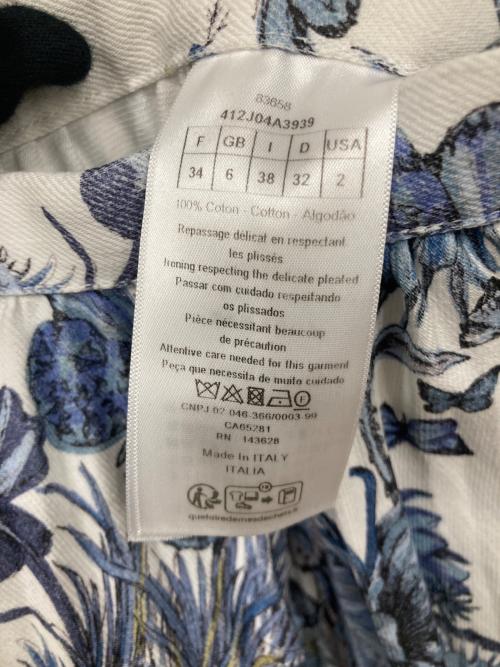 83658
412J04A3939
F GB I D USA
34 6 38 32 2
100% Coton - Cotton - Algodão
Repassage délicat en respectant
les plissés
Ironing respecting the delicate pleated
Passar com cuidado respeitando
os plissados
Pièce nécessitant beaucoup
de précaution
Attentive care needed for this garment
Peça que necessita de muito cuidado
CNPJ 02.046.366/0003-99
CA65281
RN 143628
Made In ITALY
ITALIA
FR
quefairedemesdechets.fr